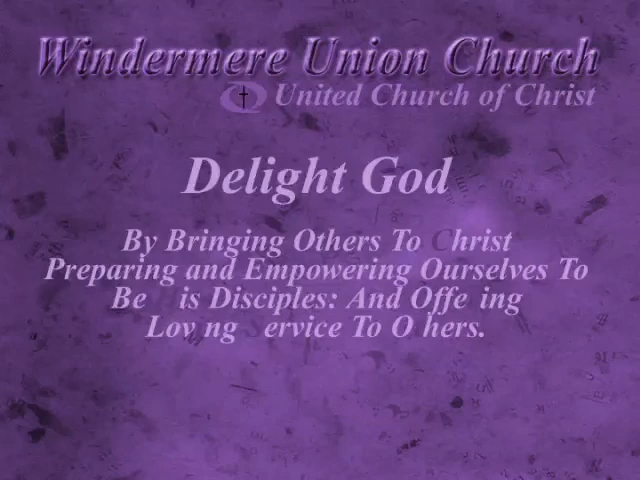 Windermere Union Church
United Church of Christ
Delight God
By Bringing Others To Christ
Preparing and Empowering Ourselves To
Be   is Disciples: And Offe ing
Lov ng   ervice To O hers.